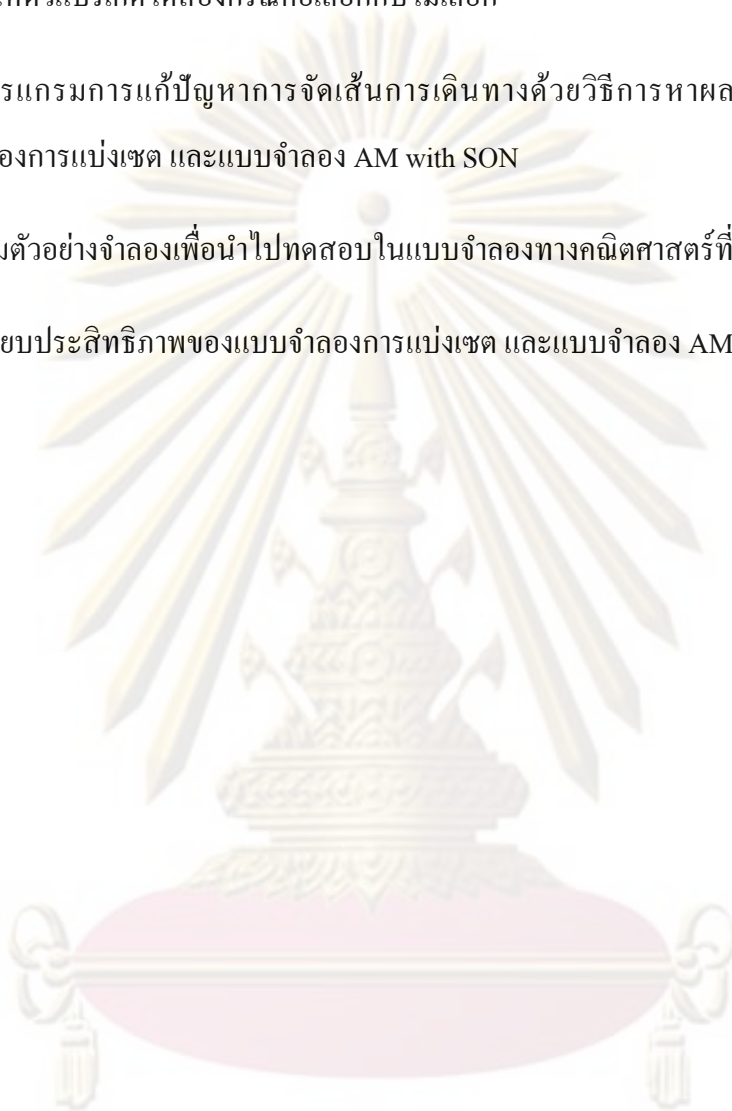 รแกรมการแก้ปัญหาการจัดเส้นการเดินทางด้วยวิธีการหาผล
องการแบ่งเซต และแบบจำลอง AM with SON
มตัวอย่างจำลองเพื่อนำไปทดสอบในแบบจำลองทางคณิตศาสตร์ที่
ยบประสิทธิภาพของแบบจำลองการแบ่งเซต และแบบจำลอง AM